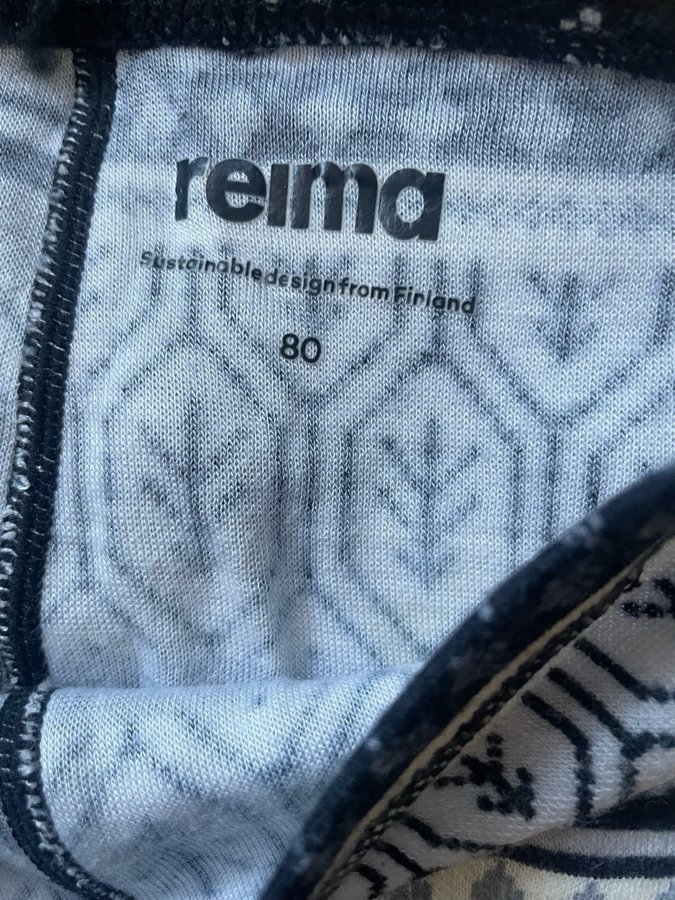 reima
Sustainable design from Finland
80